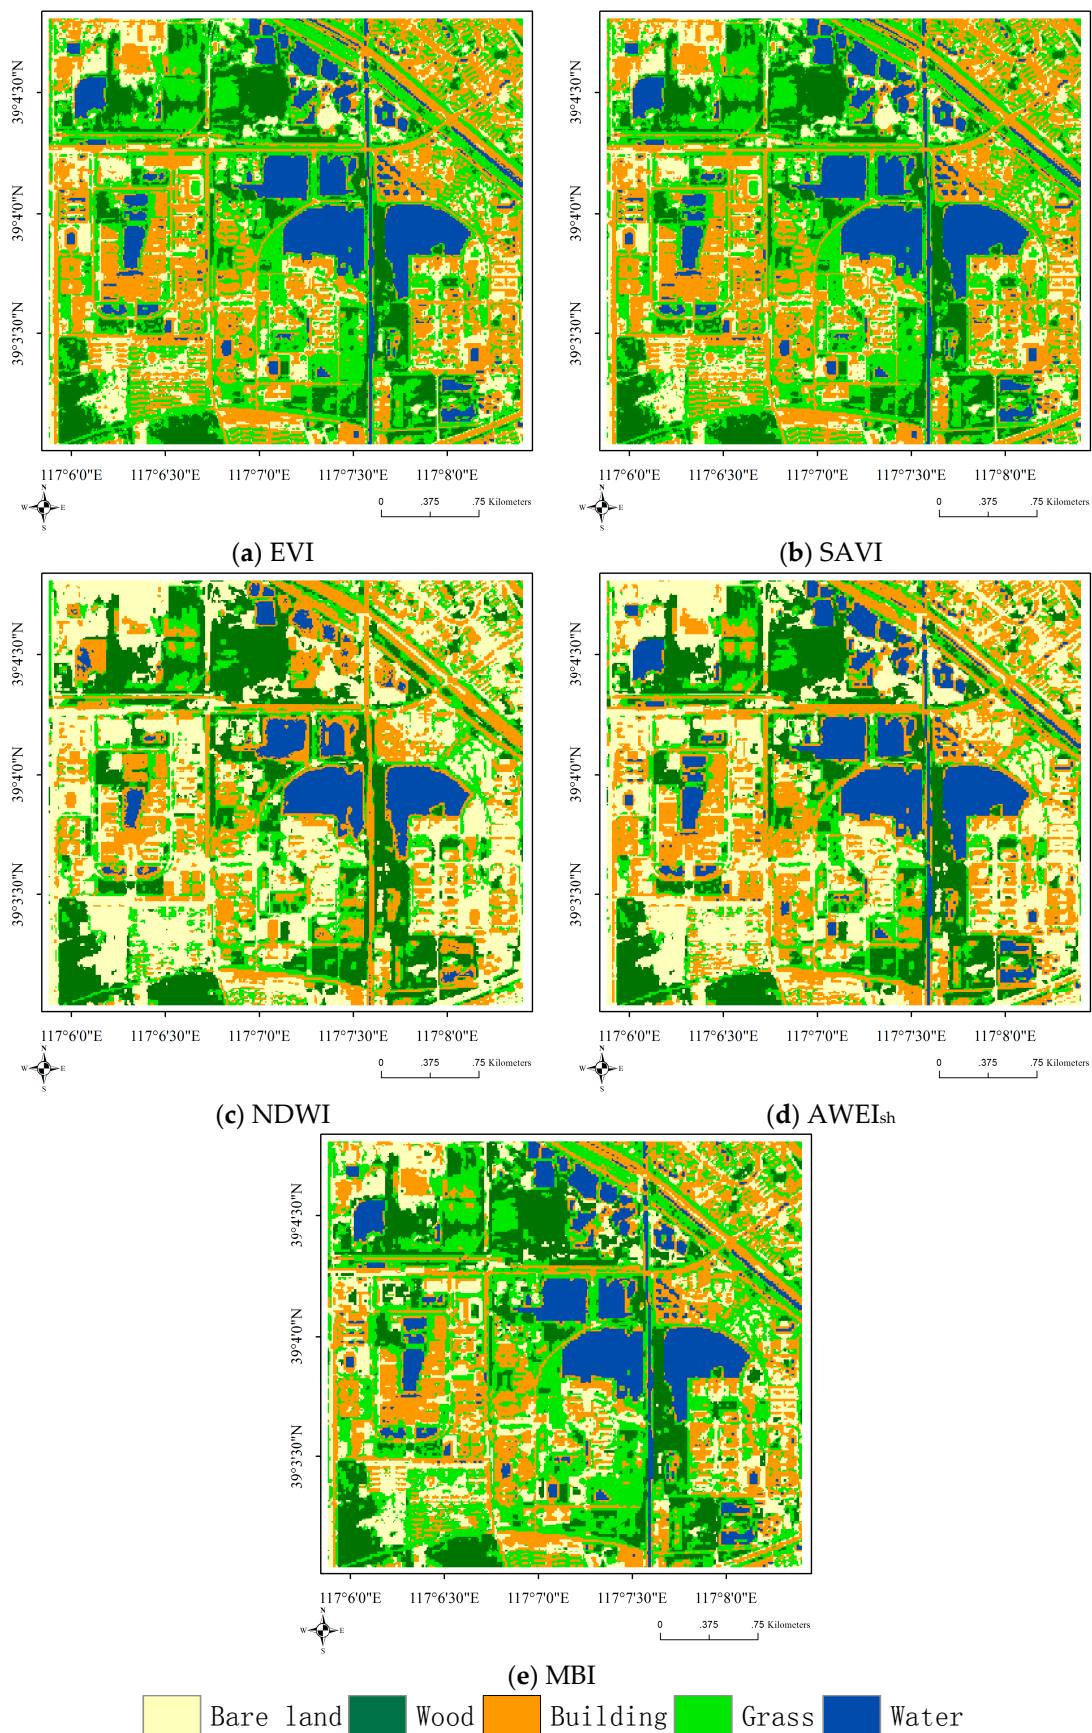 39°4'30"N
39°4'0"N
39°3'30"N
117°6'0"E 117°6'30"E 117°7'0"E 117°7'30"E 117°8'0"E
N
W E
S
0 .375 .75 Kilometers
(a) EVI
39°4'30"N
39°4'0"N
39°3'30"N
117°6'0"E 117°6'30"E 117°7'0"E 117°7'30"E 117°8'0"E
N
W E
S
0 .375 .75 Kilometers
(b) SAVI
39°4'30"N
39°4'0"N
39°3'30"N
117°6'0"E 117°6'30"E 117°7'0"E 117°7'30"E 117°8'0"E
N
W E
S
0 .375 .75 Kilometers
(c) NDWI
39°4'30"N
39°4'0"N
39°3'30"N
117°6'0"E 117°6'30"E 117°7'0"E 117°7'30"E 117°8'0"E
N
W E
S
0 .375 .75 Kilometers
(d) AWEIsh
39°4'30"N
39°4'0"N
39°3'30"N
117°6'0"E 117°6'30"E 117°7'0"E 117°7'30"E 117°8'0"E
N
W E
S
0 .375 .75 Kilometers
(e) MBI
Bare land Wood Building Grass Water